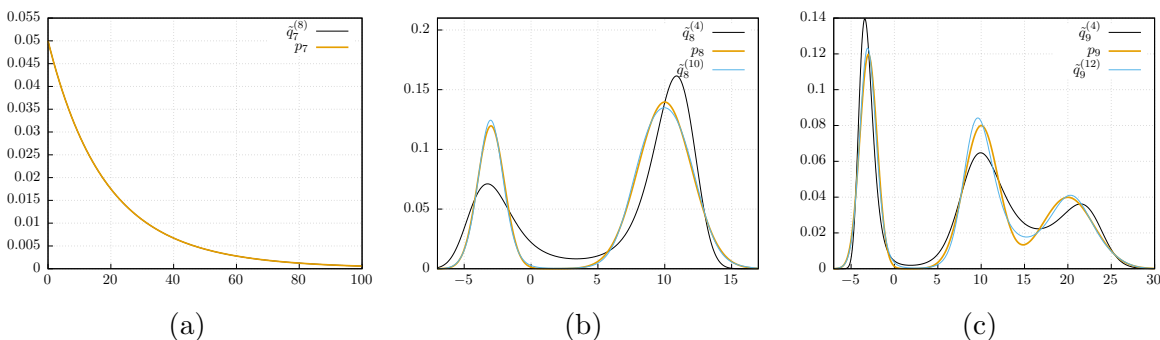 0.055
0.05
0.045
0.04
0.035
0.03
0.025
0.02
0.015
0.01
0.005
0
0 20 40 60 80 100
q̃₇⁽⁸⁾
p₇
(a)
0.2
0.15
0.1
0.05
0
−5 0 5 10 15
q̃₈⁽⁴⁾
p₈
q̃₈⁽¹⁰⁾
(b)
0.14
0.12
0.1
0.08
0.06
0.04
0.02
0
−5 0 5 10 15 20 25 30
q̃₉⁽⁴⁾
p₉
q̃₉⁽¹²⁾
(c)